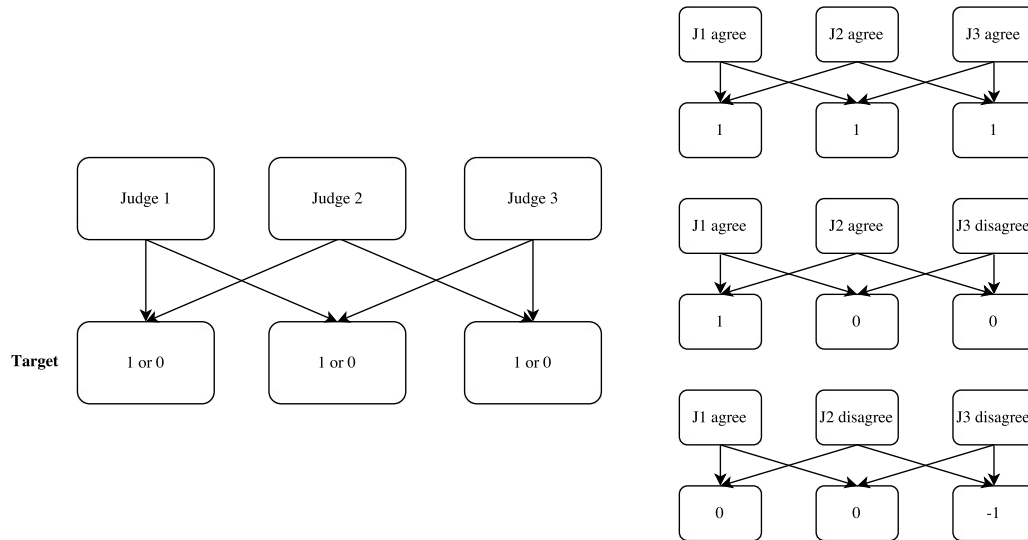 Judge 1
Judge 2
Judge 3
Target
1 or 0
1 or 0
1 or 0
J1 agree
J2 agree
J3 agree
1
1
1
J1 agree
J2 agree
J3 disagree
1
0
0
J1 agree
J2 disagree
J3 disagree
0
0
-1